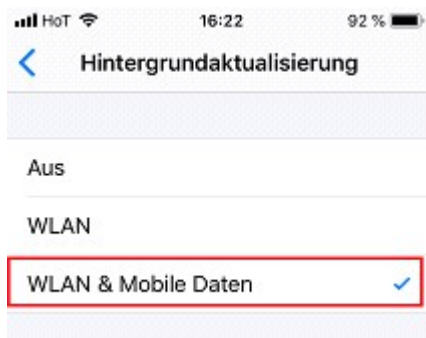 HoT 16:22 92 %
Hintergrundaktualisierung
Aus
WLAN
WLAN & Mobile Daten